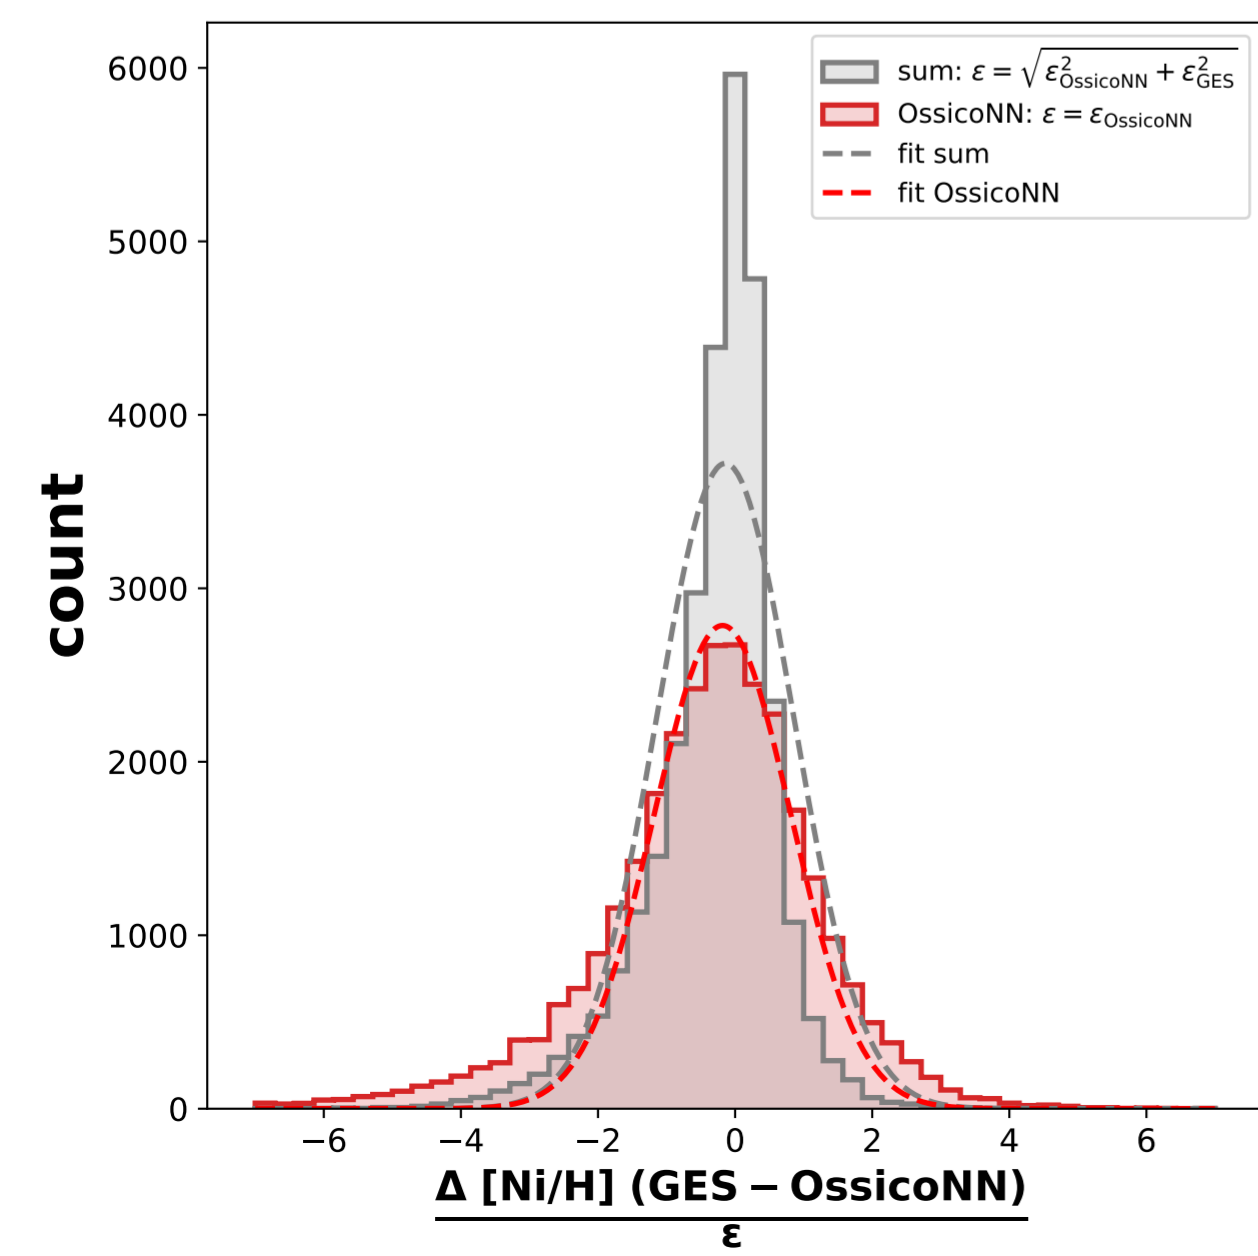 sum: ε = √ε²OssicoNN + ε²GES
OssicoNN: ε = εOssicoNN
fit sum
fit OssicoNN
6000
5000
4000
3000
2000
1000
0
count
−6 −4 −2 0 2 4 6
Δ [Ni/H] (GES − OssicoNN)
ε